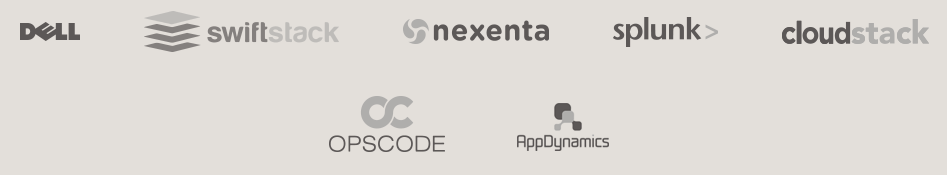 DELL swiftstack nexenta splunk> cloudstack
OPSCODE AppDynamics